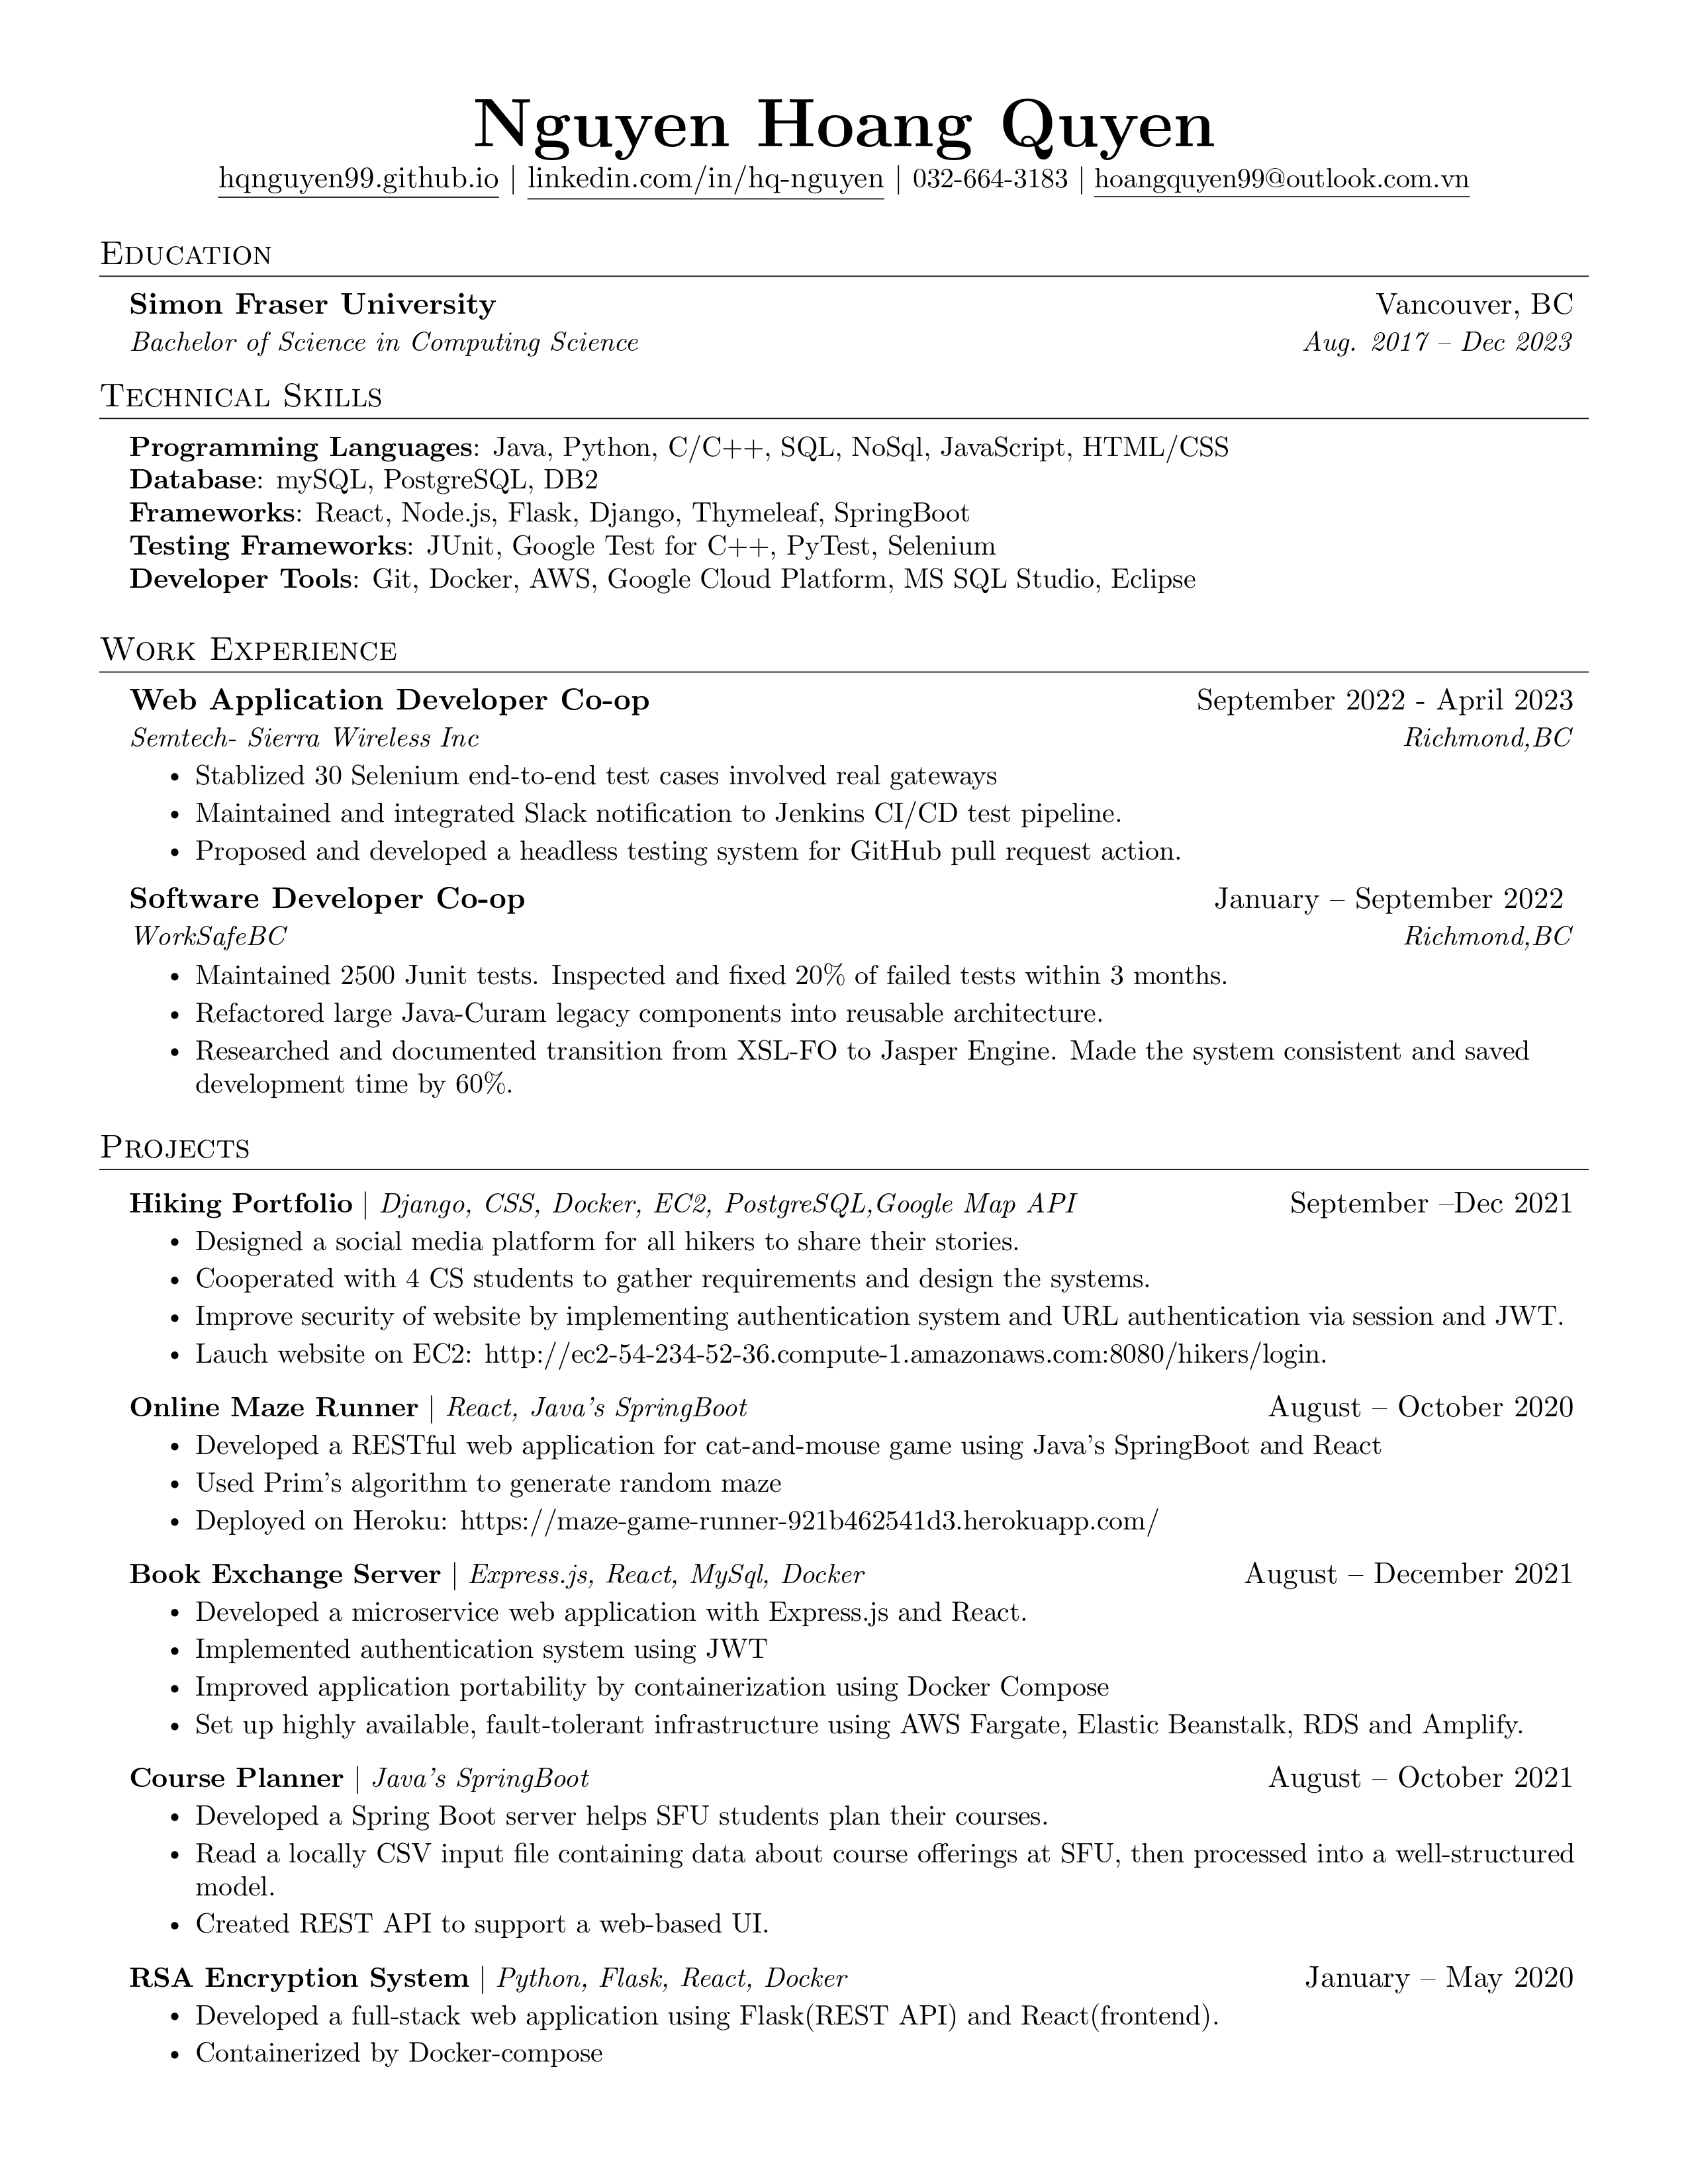 Nguyen Hoang Quyen
hqnguyen99.github.io | linkedin.com/in/hq-nguyen | 032-664-3183 | hoangquyen99@outlook.com.vn
Education
Simon Fraser University Vancouver, BC
Bachelor of Science in Computing Science Aug. 2017 – Dec 2023
Technical Skills
Programming Languages: Java, Python, C/C++, SQL, NoSql, JavaScript, HTML/CSS
Database: mySQL, PostgreSQL, DB2
Frameworks: React, Node.js, Flask, Django, Thymeleaf, SpringBoot
Testing Frameworks: JUnit, Google Test for C++, PyTest, Selenium
Developer Tools: Git, Docker, AWS, Google Cloud Platform, MS SQL Studio, Eclipse
Work Experience
Web Application Developer Co-op September 2022 - April 2023
Semtech- Sierra Wireless Inc Richmond,BC
• Stablized 30 Selenium end-to-end test cases involved real gateways
• Maintained and integrated Slack notification to Jenkins CI/CD test pipeline.
• Proposed and developed a headless testing system for GitHub pull request action.
Software Developer Co-op January – September 2022
WorkSafeBC Richmond,BC
• Maintained 2500 Junit tests. Inspected and fixed 20% of failed tests within 3 months.
• Refactored large Java-Curam legacy components into reusable architecture.
• Researched and documented transition from XSL-FO to Jasper Engine. Made the system consistent and saved
development time by 60%.
Projects
Hiking Portfolio | Django, CSS, Docker, EC2, PostgreSQL,Google Map API September –Dec 2021
• Designed a social media platform for all hikers to share their stories.
• Cooperated with 4 CS students to gather requirements and design the systems.
• Improve security of website by implementing authentication system and URL authentication via session and JWT.
• Lauch website on EC2: http://ec2-54-234-52-36.compute-1.amazonaws.com:8080/hikers/login.
Online Maze Runner | React, Java's SpringBoot August – October 2020
• Developed a RESTful web application for cat-and-mouse game using Java's SpringBoot and React
• Used Prim's algorithm to generate random maze
• Deployed on Heroku: https://maze-game-runner-921b462541d3.herokuapp.com/
Book Exchange Server | Express.js, React, MySql, Docker August – December 2021
• Developed a microservice web application with Express.js and React.
• Implemented authentication system using JWT
• Improved application portability by containerization using Docker Compose
• Set up highly available, fault-tolerant infrastructure using AWS Fargate, Elastic Beanstalk, RDS and Amplify.
Course Planner | Java's SpringBoot August – October 2021
• Developed a Spring Boot server helps SFU students plan their courses.
• Read a locally CSV input file containing data about course offerings at SFU, then processed into a well-structured
model.
• Created REST API to support a web-based UI.
RSA Encryption System | Python, Flask, React, Docker January – May 2020
• Developed a full-stack web application using Flask(REST API) and React(frontend).
• Containerized by Docker-compose